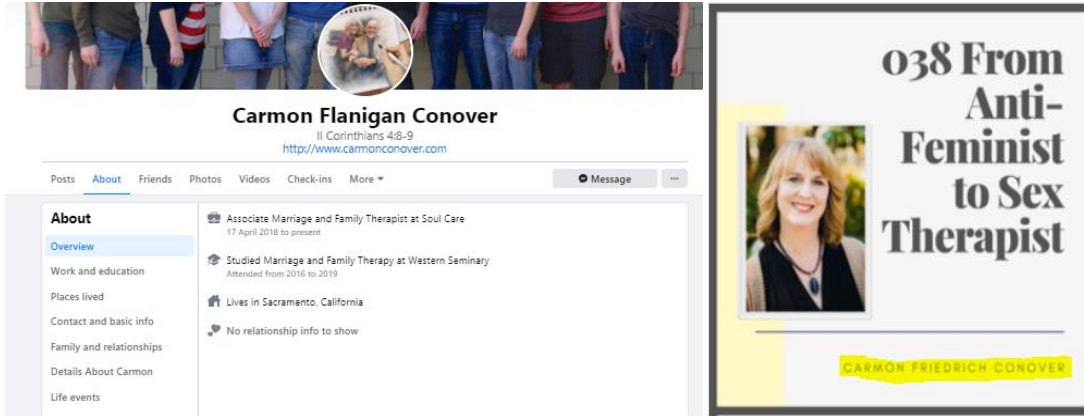 Carmon Flanigan Conover
II Corinthians 4:8-9
http://www.carmonconover.com
Posts About Friends Photos Videos Check-ins More Message ...
About
Overview
Work and education
Places lived
Contact and basic info
Family and relationships
Details About Carmon
Life events
Associate Marriage and Family Therapist at Soul Care
17 April 2018 to present
Studied Marriage and Family Therapy at Western Seminary
Attended from 2016 to 2019
Lives in Sacramento, California
No relationship info to show
038 From
Anti-
Feminist
to Sex
Therapist
CARMON FRIEDRICH CONOVER